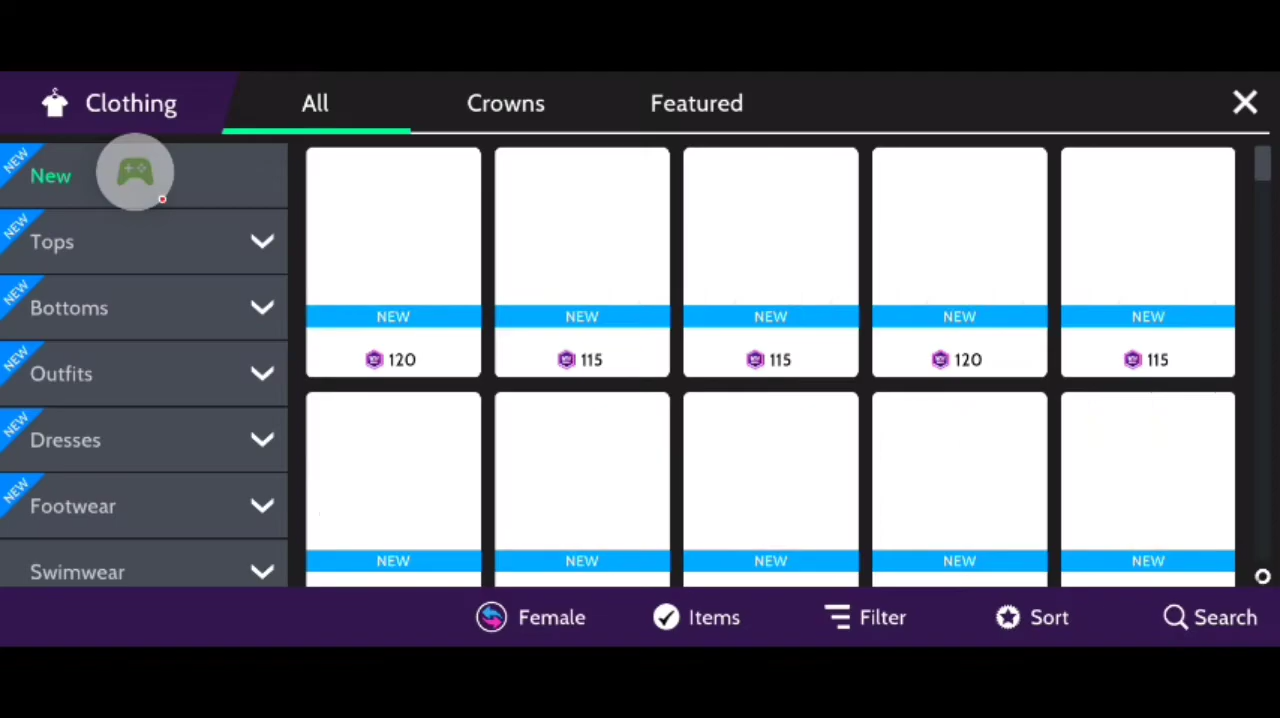 Clothing
All
Crowns
Featured
NEW
New
NEW
Tops
NEW
Bottoms
NEW
Outfits
NEW
Dresses
NEW
Footwear
Swimwear
NEW NEW NEW NEW NEW
120 115 115 120 115
NEW NEW NEW NEW NEW
Female
Items
Filter
Sort
Search